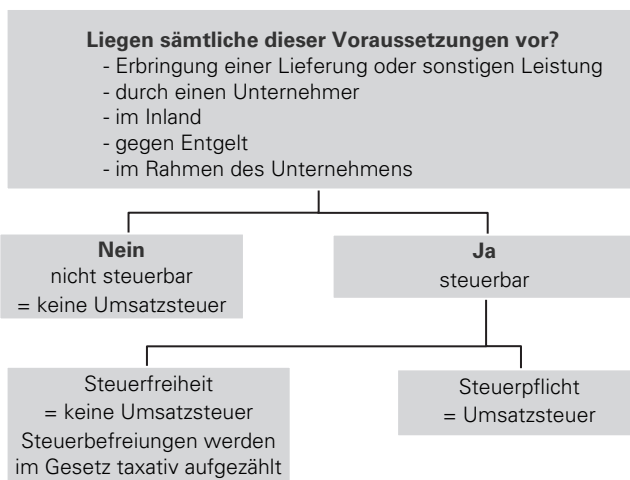 Liegen sämtliche dieser Voraussetzungen vor?
- Erbringung einer Lieferung oder sonstigen Leistung
- durch einen Unternehmer
- im Inland
- gegen Entgelt
- im Rahmen des Unternehmens
Nein
nicht steuerbar
= keine Umsatzsteuer
Ja
steuerbar
Steuerfreiheit
= keine Umsatzsteuer
Steuerbefreiungen werden
im Gesetz taxativ aufgezählt
Steuerpflicht
= Umsatzsteuer